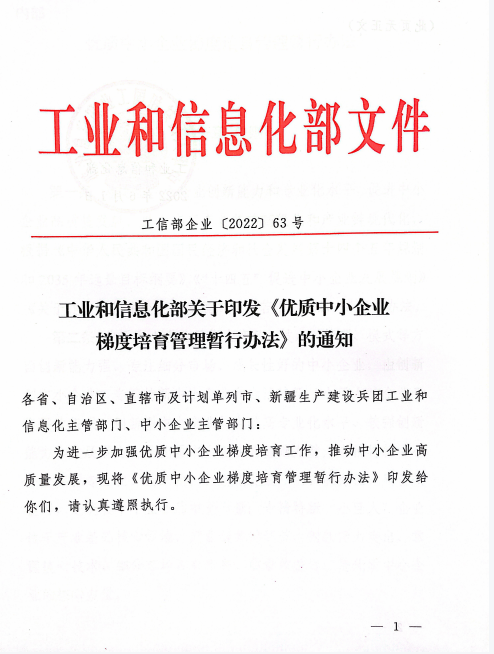 工业和信息化部文件
工信部企业〔2022〕63号
工业和信息化部关于印发《优质中小企业
梯度培育管理暂行办法》的通知
各省、自治区、直辖市及计划单列市、新疆生产建设兵团工业和
信息化主管部门、中小企业主管部门：
为进一步加强优质中小企业梯度培育工作，推动中小企业高
质量发展，现将《优质中小企业梯度培育管理暂行办法》印发给
你们，请认真遵照执行。
— 1 —